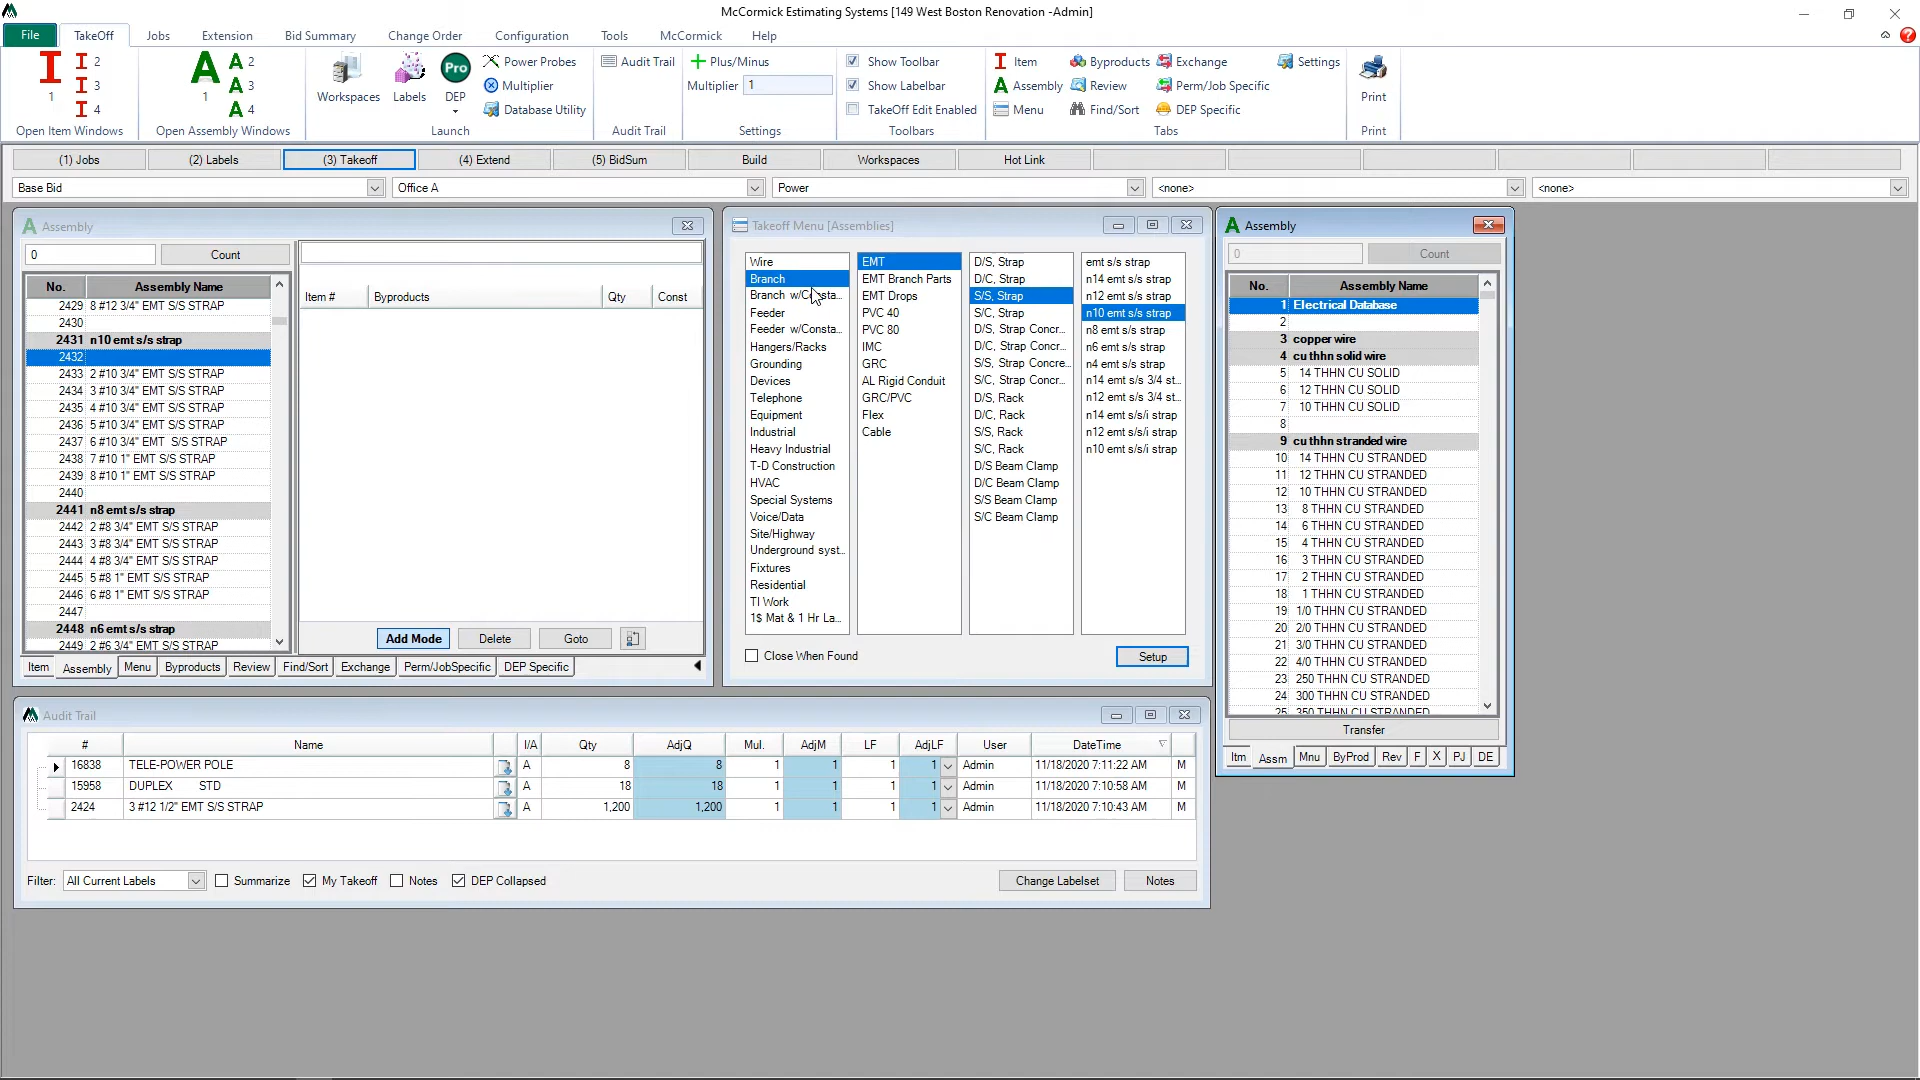 McCormick Estimating Systems [149 West Boston Renovation -Admin]
File TakeOff Jobs Extension Bid Summary Change Order Configuration Tools McCormick Help
1 2 3 4 Open Item Windows
1 2 3 4 Open Assembly Windows
Workspaces Labels Pro DEP Power Probes Multiplier Database Utility Launch
Audit Trail Audit Trail
Plus/Minus Multiplier 1 Settings
Show Toolbar Show Labelbar TakeOff Edit Enabled Toolbars
Item Byproducts Exchange Settings
Assembly Review Perm/Job Specific
Menu Find/Sort DEP Specific
Tabs
Print Print
(1) Jobs (2) Labels (3) Takeoff (4) Extend (5) BidSum Build Workspaces Hot Link
Base Bid Office A Power <none> <none>
Assembly
0 Count
No. Assembly Name
2429 8 #12 3/4" EMT S/S STRAP
2430
2431 n10 emt s/s strap
2432
2433 2 #10 3/4" EMT S/S STRAP
2434 3 #10 3/4" EMT S/S STRAP
2435 4 #10 3/4" EMT S/S STRAP
2436 5 #10 3/4" EMT S/S STRAP
2437 6 #10 3/4" EMT  S/S STRAP
2438 7 #10 1" EMT S/S STRAP
2439 8 #10 1" EMT S/S STRAP
2440
2441 n8 emt s/s strap
2442 2 #8 3/4" EMT S/S STRAP
2443 3 #8 3/4" EMT S/S STRAP
2444 4 #8 3/4" EMT S/S STRAP
2445 5 #8 1" EMT S/S STRAP
2446 6 #8 1" EMT S/S STRAP
2447
2448 n6 emt s/s strap
2449 2 #6 3/4" EMT S/S STRAP
Item # Byproducts Qty Const
Add Mode Delete Goto
Item Assembly Menu Byproducts Review Find/Sort Exchange Perm/JobSpecific DEP Specific
Takeoff Menu [Assemblies]
Wire
Branch
Branch w/Consta...
Feeder
Feeder w/Consta...
Hangers/Racks
Grounding
Devices
Telephone
Equipment
Industrial
Heavy Industrial
T-D Construction
HVAC
Special Systems
Voice/Data
Site/Highway
Underground syst...
Fixtures
Residential
TI Work
1$ Mat & 1 Hr La...
EMT
EMT Branch Parts
EMT Drops
PVC 40
PVC 80
IMC
GRC
AL Rigid Conduit
GRC/PVC
Flex
Cable
D/S, Strap
D/C, Strap
S/S, Strap
S/C, Strap
D/S, Strap Concr...
D/C, Strap Concr...
S/S, Strap Concre...
S/C, Strap Concr...
D/S, Rack
D/C, Rack
S/S, Rack
S/C, Rack
D/S Beam Clamp
D/C Beam Clamp
S/S Beam Clamp
S/C Beam Clamp
emt s/s strap
n14 emt s/s strap
n12 emt s/s strap
n10 emt s/s strap
n8 emt s/s strap
n6 emt s/s strap
n4 emt s/s strap
n14 emt s/s 3/4 st...
n12 emt s/s 3/4 st...
n14 emt s/s/i strap
n12 emt s/s/i strap
n10 emt s/s/i strap
Close When Found Setup
Assembly
0 Count
No. Assembly Name
1 Electrical Database
2
3 copper wire
4 cu thhn solid wire
5 14 THHN CU SOLID
6 12 THHN CU SOLID
7 10 THHN CU SOLID
8
9 cu thhn stranded wire
10 14 THHN CU STRANDED
11 12 THHN CU STRANDED
12 10 THHN CU STRANDED
13 8 THHN CU STRANDED
14 6 THHN CU STRANDED
15 4 THHN CU STRANDED
16 3 THHN CU STRANDED
17 2 THHN CU STRANDED
18 1 THHN CU STRANDED
19 1/0 THHN CU STRANDED
20 2/0 THHN CU STRANDED
21 3/0 THHN CU STRANDED
22 4/0 THHN CU STRANDED
23 250 THHN CU STRANDED
24 300 THHN CU STRANDED
25 350 THHN CU STRANDED
Transfer
Itm Assm Mnu ByProd Rev F X PJ DE
Audit Trail
# Name I/A Qty AdjQ Mul. AdjM LF AdjLF User DateTime
16838 TELE-POWER POLE A 8 8 1 1 1 1 Admin 11/18/2020 7:11:22 AM M
15958 DUPLEX STD A 18 18 1 1 1 1 Admin 11/18/2020 7:10:58 AM M
2424 3 #12 1/2" EMT S/S STRAP A 1,200 1,200 1 1 1 1 Admin 11/18/2020 7:10:43 AM M
Filter: All Current Labels Summarize My Takeoff Notes DEP Collapsed Change Labelset Notes